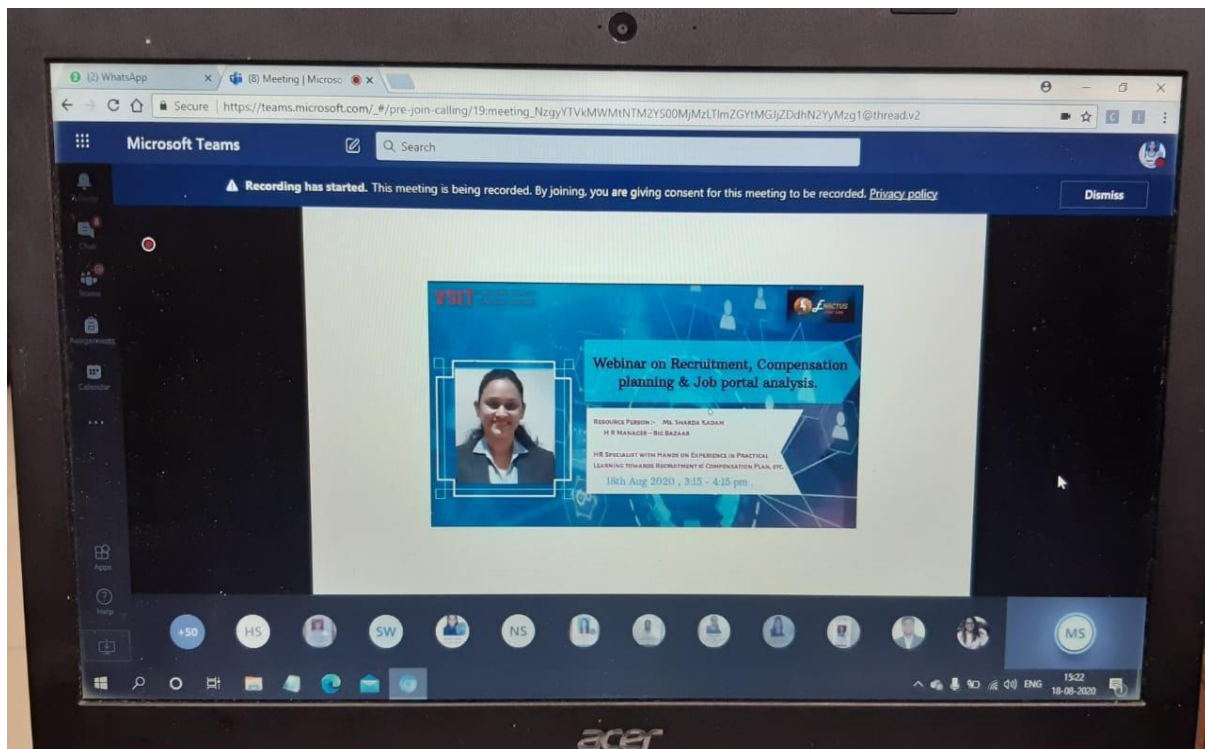 (2) WhatsApp
(8) Meeting | Microso
Secure
https://teams.microsoft.com/_#/pre-join-calling/19:meeting_NzgyYTVkMWMtNTM2YS00MjMzLTlmZGYtMGJjZDdhN2YyMzg1@thread.v2
Microsoft Teams
Search
Recording has started. This meeting is being recorded. By joining, you are giving consent for this meeting to be recorded. Privacy policy
Dismiss
Chat
Teams
Assignments
Calendar
Apps
Help
VSIT
EXACTUS
Webinar on Recruitment, Compensation
planning & Job portal analysis.
RESOURCE PERSON :- MS. SHARDA KADAM
H R MANAGER - BIG BAZAAR
HR SPECIALIST WITH HANDS ON EXPERIENCE IN PRACTICAL
LEARNING TOWARDS RECRUITMENT & COMPENSATION PLAN, ETC.
18th Aug 2020 , 3:15 - 4:15 pm .
+50
HS
SW
NS
MS
ENG
15:22
18-08-2020
acer